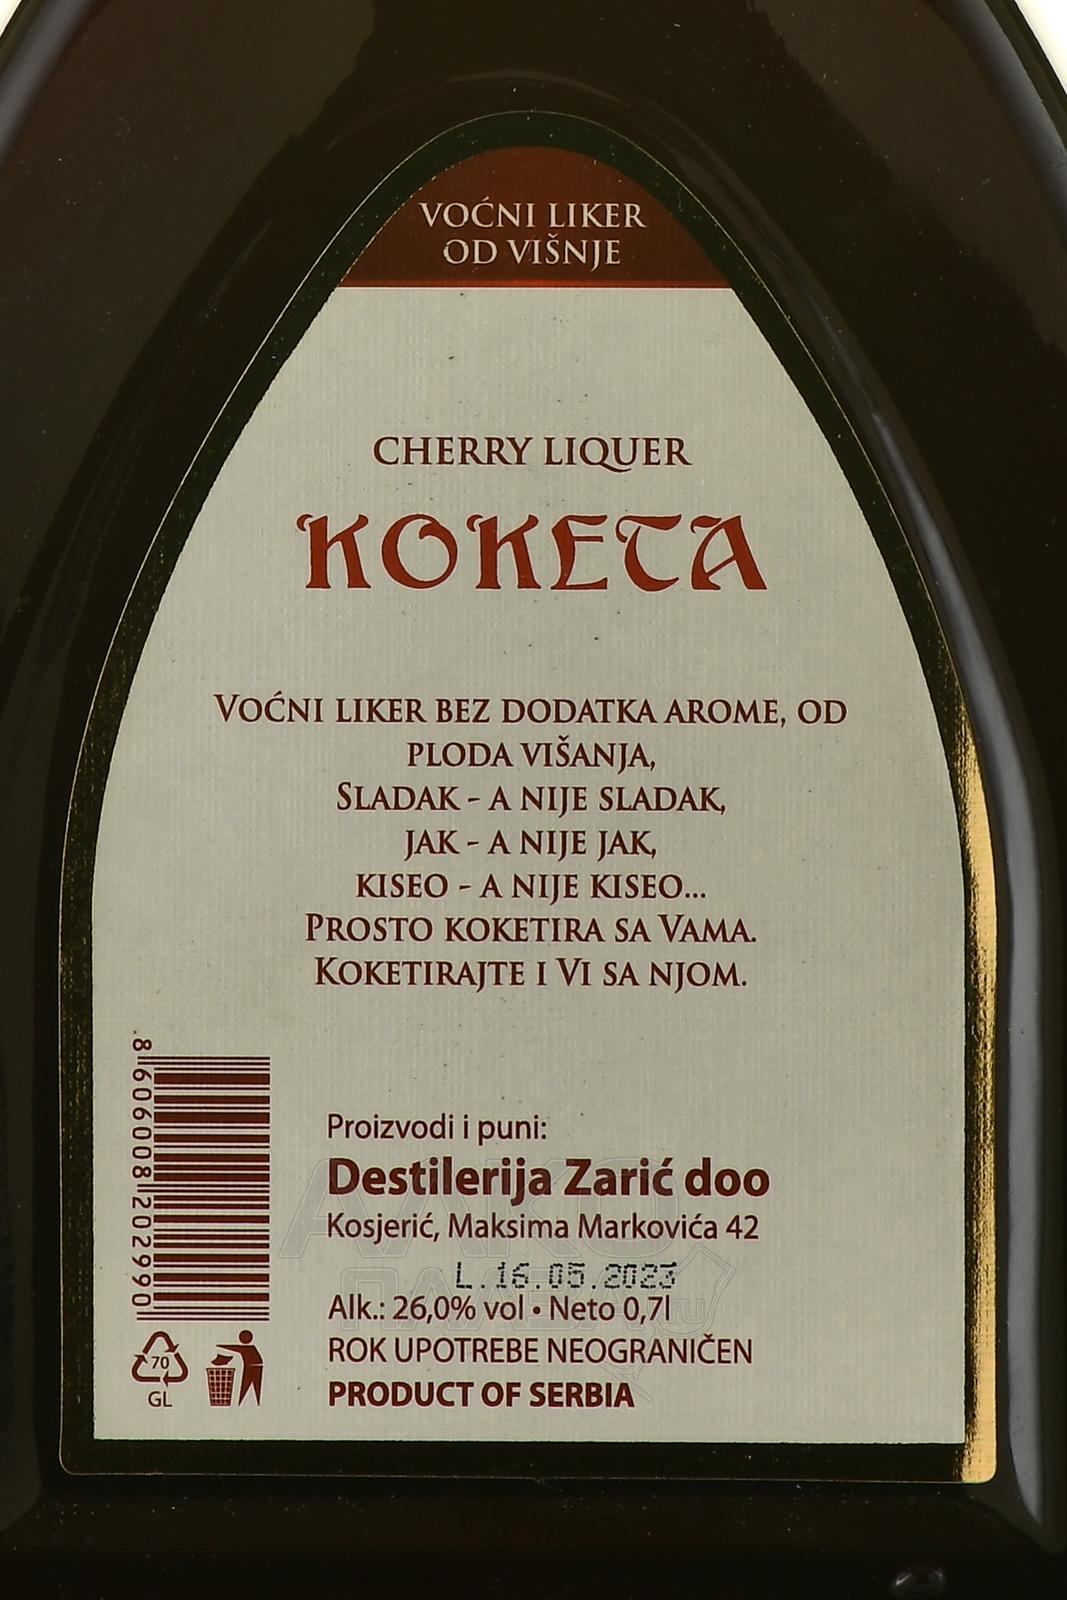 VOĆNI LIKER
OD VIŠNJE
CHERRY LIQUER
KOKETA
VOĆNI LIKER BEZ DODATKA AROME, OD
PLODA VIŠANJA,
SLADAK - A NIJE SLADAK,
JAK - A NIJE JAK,
KISEO - A NIJE KISEO...
PROSTO KOKETIRA SA VAMA.
KOKETIRAJTE I VI SA NJOM.
8 606008 202990
Proizvodi i puni:
Destilerija Zarić doo
Kosjerić, Maksima Markovića 42
L.16.05.2023
Alk.: 26,0% vol • Neto 0,7l
ROK UPOTREBE NEOGRANIČEN
PRODUCT OF SERBIA
70
GL